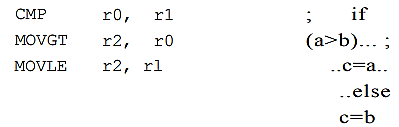 CMP r0, r1 ; if
MOVGT r2, r0 (a>b)... ;
MOVLE r2, r1 ..c=a..
..else
c=b